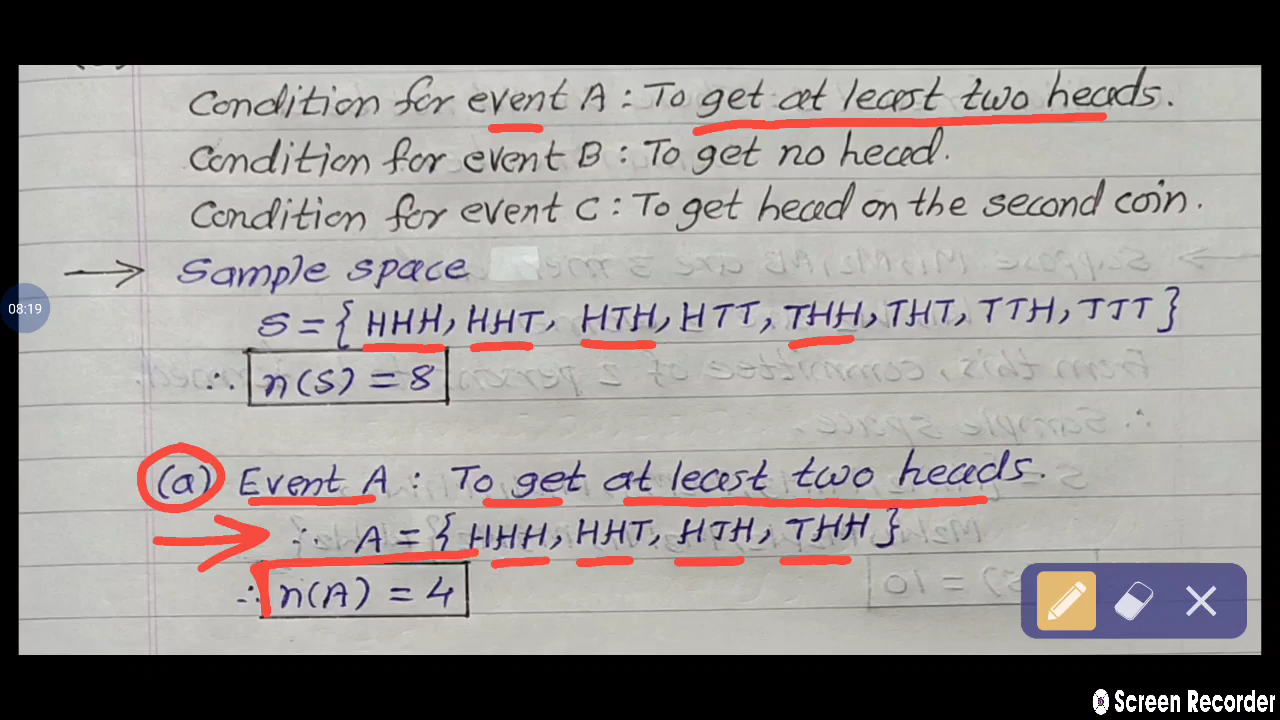 Condition for event A : To get at least two heads.
Condition for event B : To get no head.
Condition for event C : To get head on the second coin.
→ Sample space
S = { HHH, HHT, HTH, HTT, THH, THT, TTH, TTT }
∴ n(S) = 8
(a) Event A : To get at least two heads.
∴ A = { HHH, HHT, HTH, THH }
∴ n(A) = 4
08:19
Screen Recorder